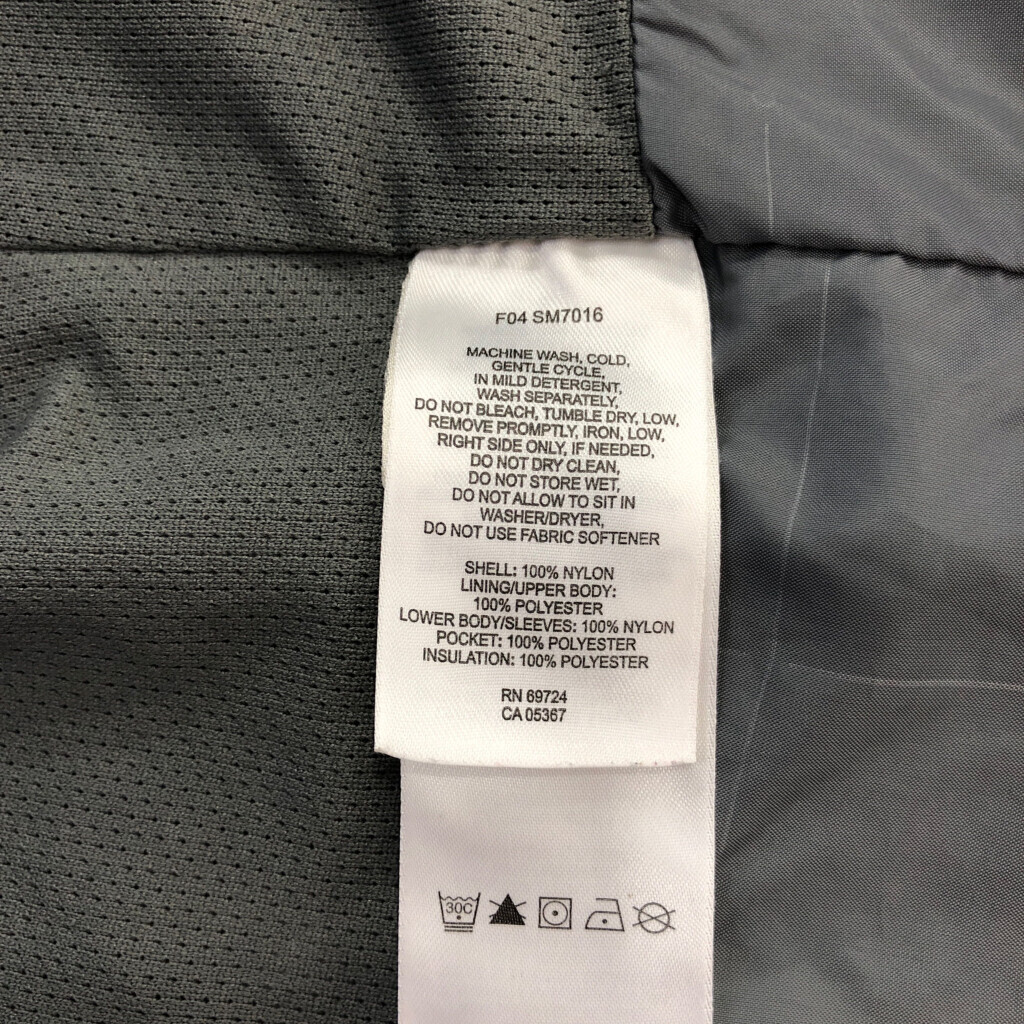 F04 SM7016
MACHINE WASH, COLD,
GENTLE CYCLE,
IN MILD DETERGENT,
WASH SEPARATELY,
DO NOT BLEACH, TUMBLE DRY, LOW,
REMOVE PROMPTLY, IRON, LOW,
RIGHT SIDE ONLY, IF NEEDED,
DO NOT DRY CLEAN,
DO NOT STORE WET,
DO NOT ALLOW TO SIT IN
WASHER/DRYER,
DO NOT USE FABRIC SOFTENER
SHELL: 100% NYLON
LINING/UPPER BODY:
100% POLYESTER
LOWER BODY/SLEEVES: 100% NYLON
POCKET: 100% POLYESTER
INSULATION: 100% POLYESTER
RN 69724
CA 05367
30C